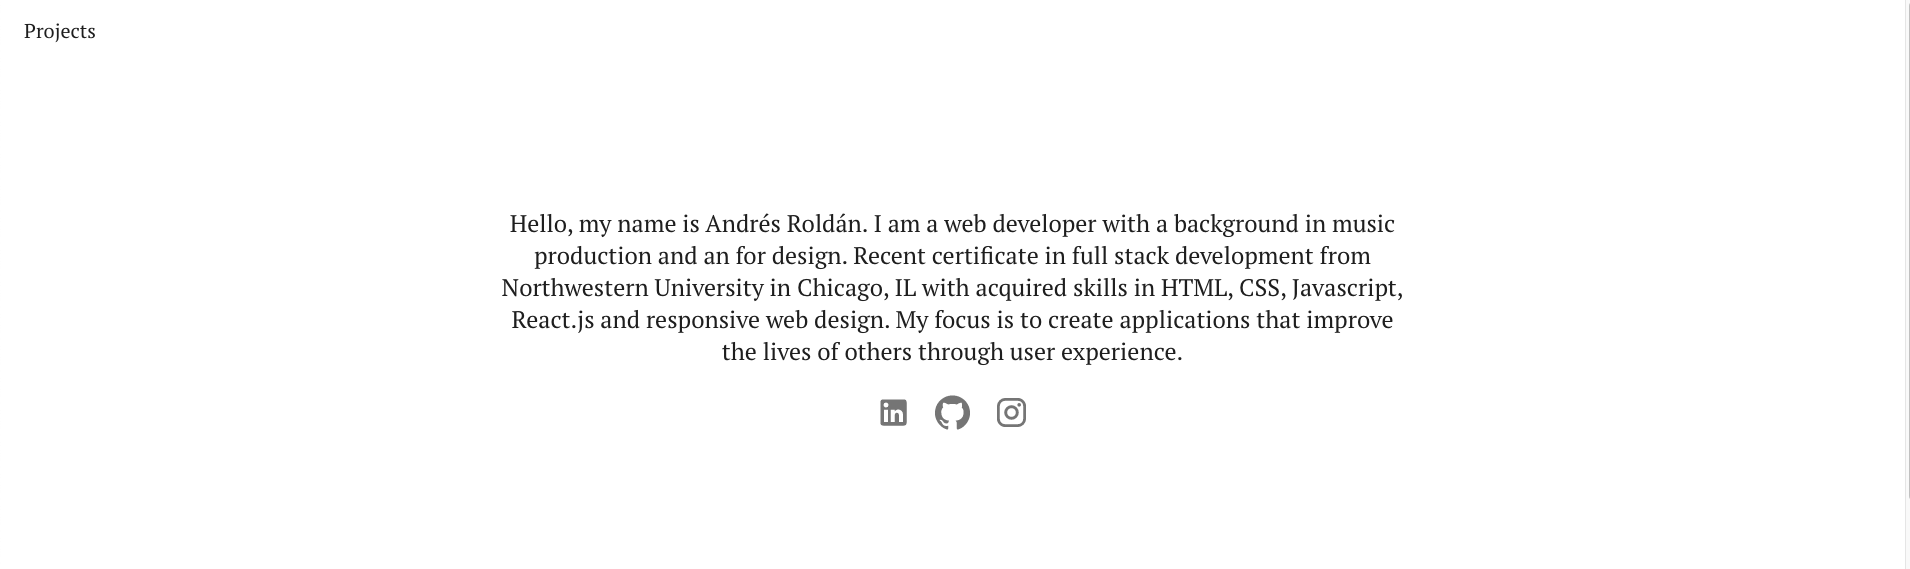 Projects
Hello, my name is Andrés Roldán. I am a web developer with a background in music
production and an for design. Recent certificate in full stack development from
Northwestern University in Chicago, IL with acquired skills in HTML, CSS, Javascript,
React.js and responsive web design. My focus is to create applications that improve
the lives of others through user experience.